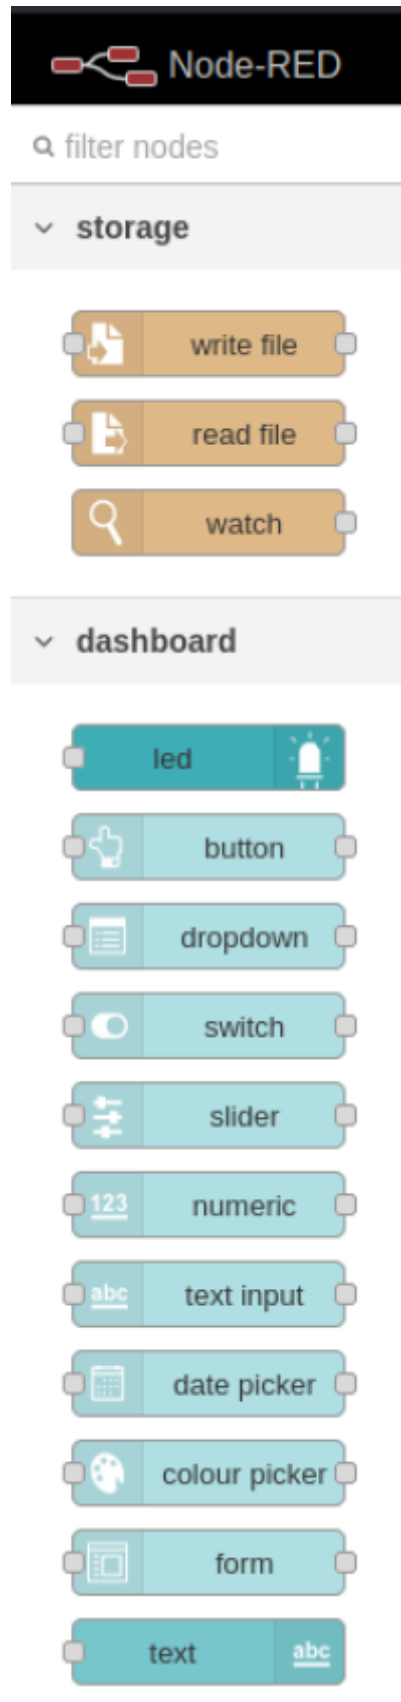 Node-RED
filter nodes
storage
write file
read file
watch
dashboard
led
button
dropdown
switch
slider
123 numeric
abc text input
date picker
colour picker
form
text abc